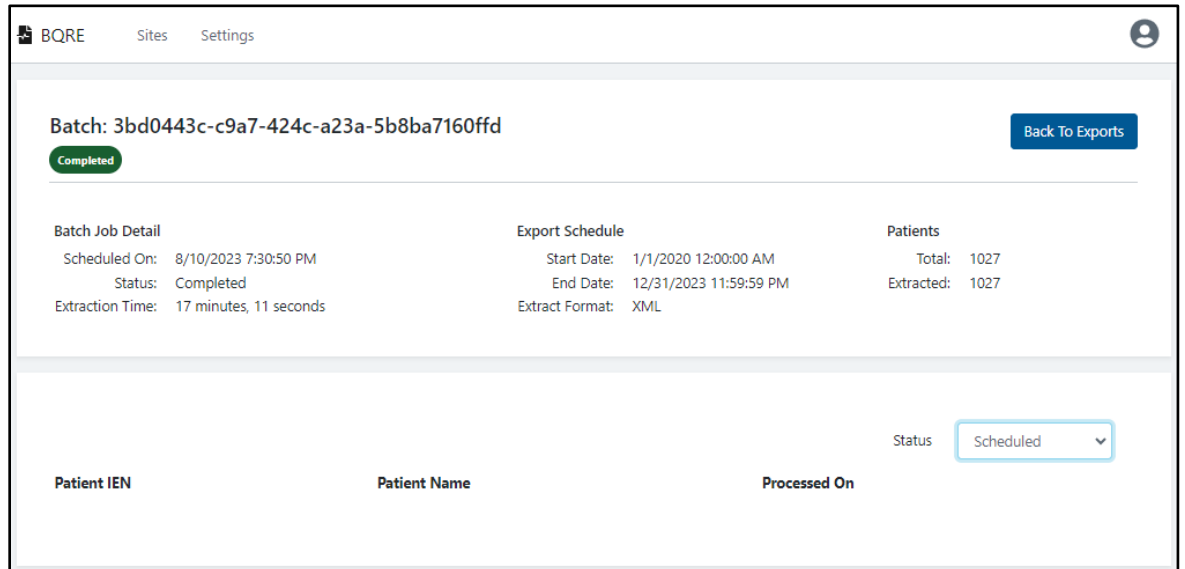 BQRE Sites Settings
Batch: 3bd0443c-c9a7-424c-a23a-5b8ba7160ffd
Back To Exports
Completed
Batch Job Detail
Scheduled On: 8/10/2023 7:30:50 PM
Status: Completed
Extraction Time: 17 minutes, 11 seconds
Export Schedule
Start Date: 1/1/2020 12:00:00 AM
End Date: 12/31/2023 11:59:59 PM
Extract Format: XML
Patients
Total: 1027
Extracted: 1027
Status Scheduled
Patient IEN Patient Name Processed On